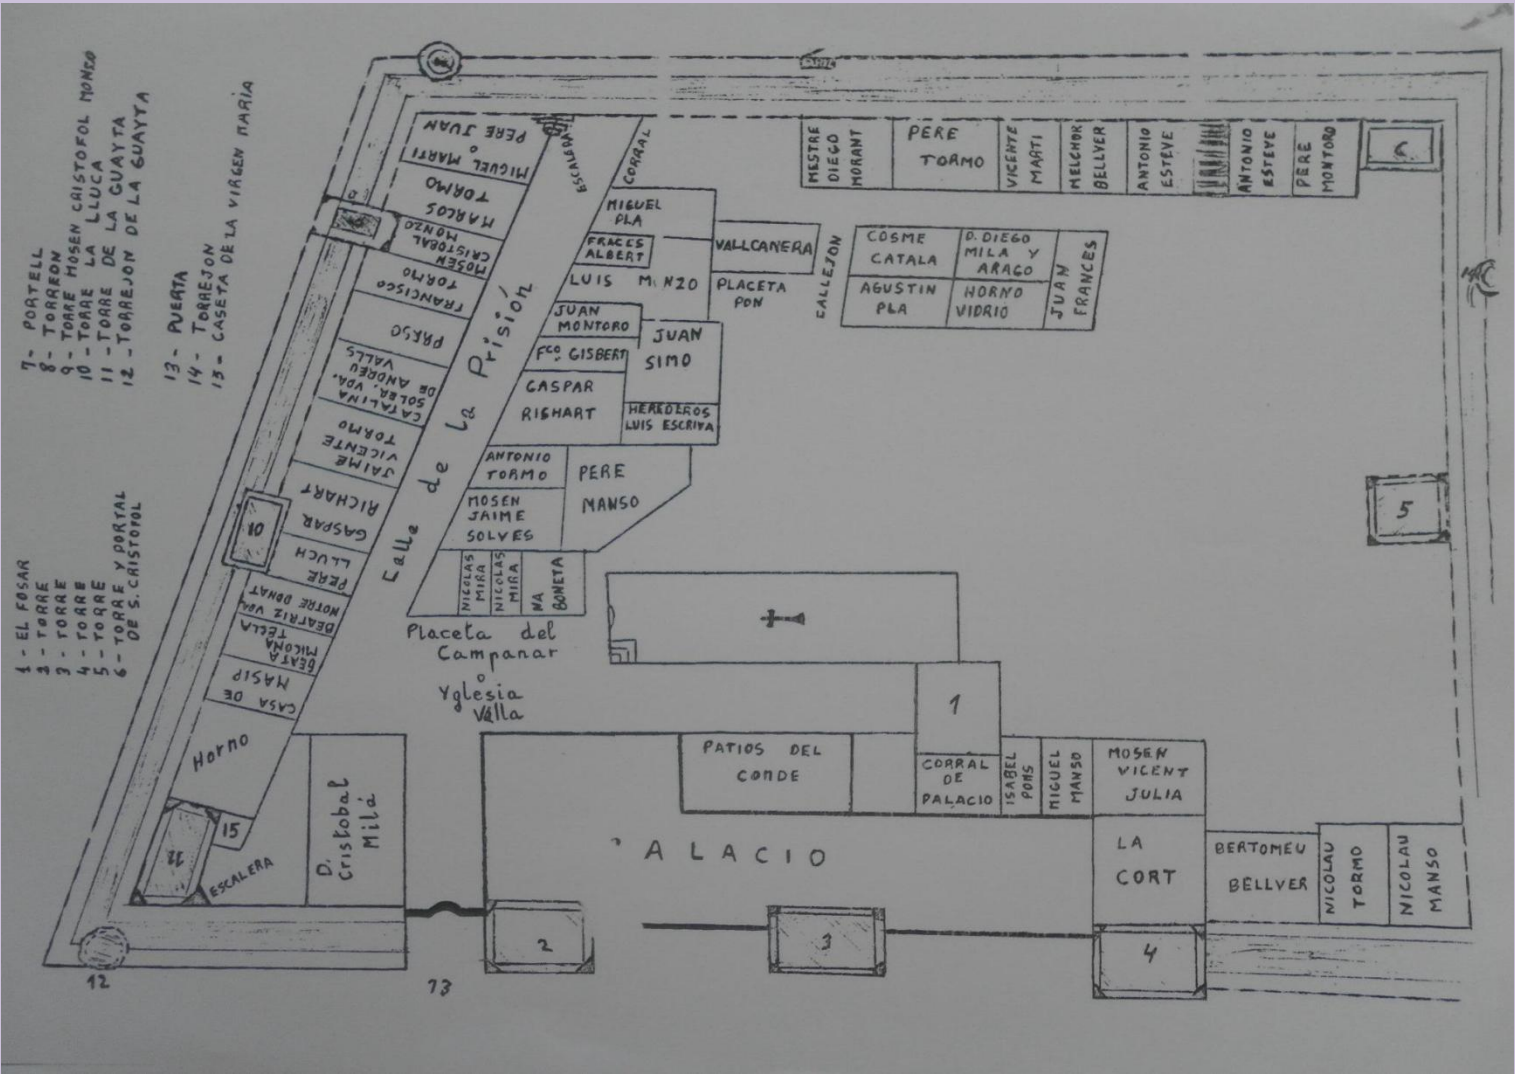 1 - EL FOSAR
2 - TORRE
3 - TORRE
4 - TORRE
5 - TORRE
6 - TORRE Y PORTAL
DE S. CRISTOFOL
7 - PORTELL
8 - TORREON
9 - TORRE MOSEN CRISTOFOL MONSO
10 - TORRE LA LLUCA
11 - TORRE DE LA GUAYTA
12 - TORREJON DE LA GUAYTA
13 - PUERTA
14 - TORREJON
15 - CASETA DE LA VIRGEN MARIA
PERE JUAN
O
MIGUEL MARTI
MARCOS
TORMO
MOSEN
CRISTOBAL
MONZO
FRANCISCO
TORMO
PRESO
CATALINA
SOLER, VDA.
DE ANDREU
VALLS
JAIME
VICENTE
TORMO
GASPAR
RICHART
PERE
LLUCH
BEATRIZ VDA
NOTRE DONAT
BEATA
MICONA
TECLA
CASA DE
MASIP
Horno
10
11
15
ESCALERA
D.
Cristobal
Milá
12
13
Calle de la Prisión
ESCALERA
CORRAL
MIGUEL
PLA
FRACES
ALBERT
LUIS M NZO
VALLCANERA
PLACETA
PON
JUAN
MONTORO
JUAN
SIMO
Fco. GISBERT
GASPAR
RISHART
HEREDEROS
LUIS ESCRIVA
ANTONIO
TORMO
PERE
MANSO
MOSEN
JAIME
SOLVES
NICOLAS
MIRA
NICOLAS
MIRA
NA
BONETA
Placeta del
Campanar
o
Yglesia
Villa
MESTRE
DIEGO
MORANT
PERE
TORMO
VICENTE
MARTI
MELCHOR
BELLVER
ANTONIO
ESTEVE
ANTONIO
ESTEVE
PERE
MONTORO
6
CALLEJON
COSME
CATALA
D. DIEGO
MILA Y
ARAGO
AGUSTIN
PLA
HORNO
VIDRIO
JUAN
FRANCES
5
1
PATIOS DEL
CONDE
CORRAL
DE
PALACIO
ISABEL
PONS
MIGUEL
MANSO
MOSEN
VICENT
JULIA
ALACIO
LA
CORT
BERTOMEU
BELLVER
NICOLAU
TORMO
NICOLAU
MANSO
2
3
4